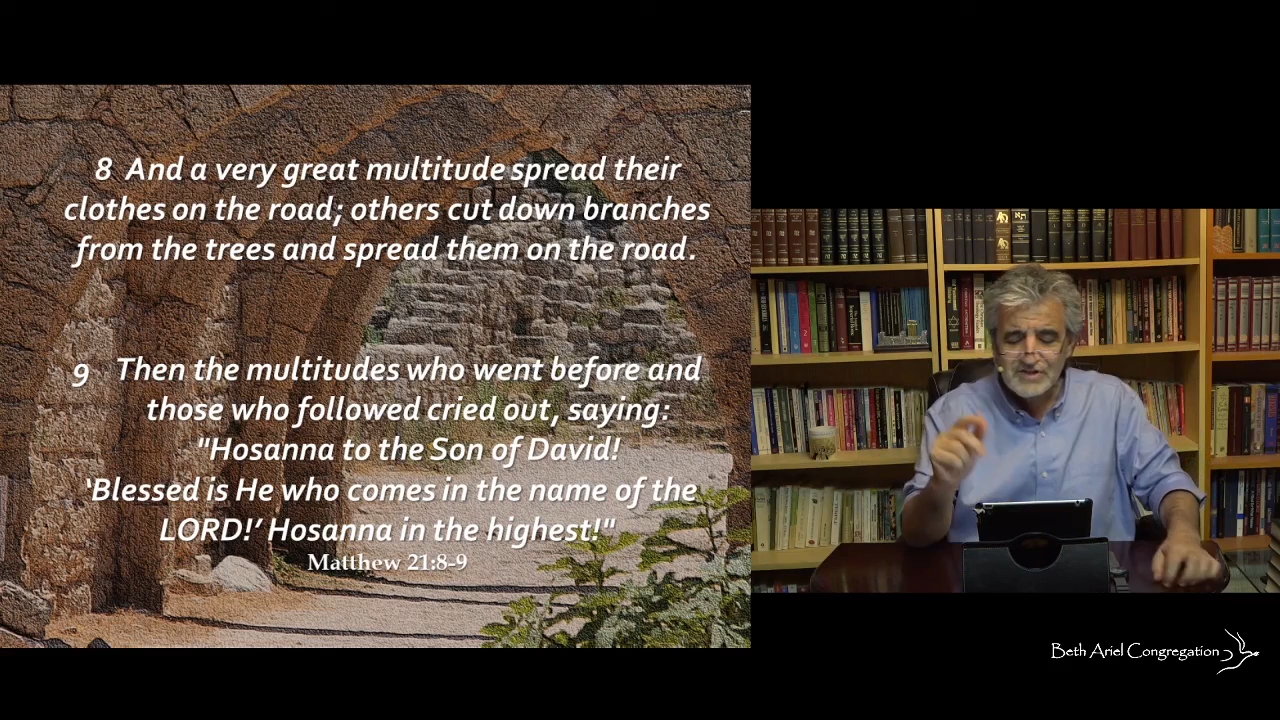 8 And a very great multitude spread their
clothes on the road; others cut down branches
from the trees and spread them on the road.
9 Then the multitudes who went before and
those who followed cried out, saying:
"Hosanna to the Son of David!
'Blessed is He who comes in the name of the
LORD!' Hosanna in the highest!"
Matthew 21:8-9
Beth Ariel Congregation